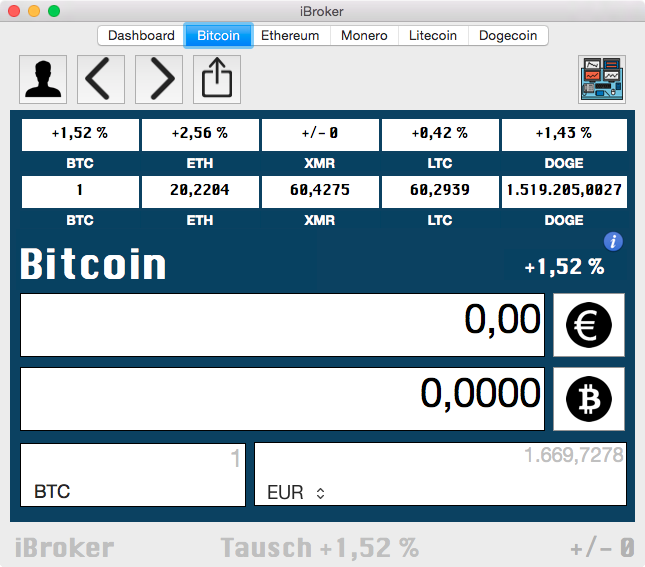 iBroker
Dashboard Bitcoin Ethereum Monero Litecoin Dogecoin
+1,52 % +2,56 % +/- 0 +0,42 % +1,43 %
BTC ETH XMR LTC DOGE
1 20,2204 60,4275 60,2939 1.519.205,0027
BTC ETH XMR LTC DOGE
i
Bitcoin +1,52 %
0,00 €
0,0000 ₿
1 1.669,7278
BTC EUR
iBroker Tausch +1,52 % +/- 0